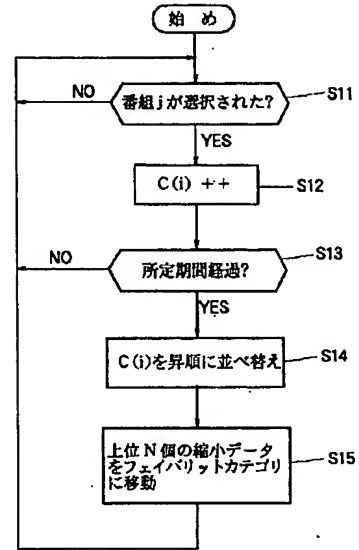 始め
NO
番組jが選択された?
S11
YES
C(i) ++
S12
NO
所定期間経過?
S13
YES
C(i)を昇順に並べ替え
S14
上位N個の縮小データ
をフェイバリットカテゴリ
に移動
S15